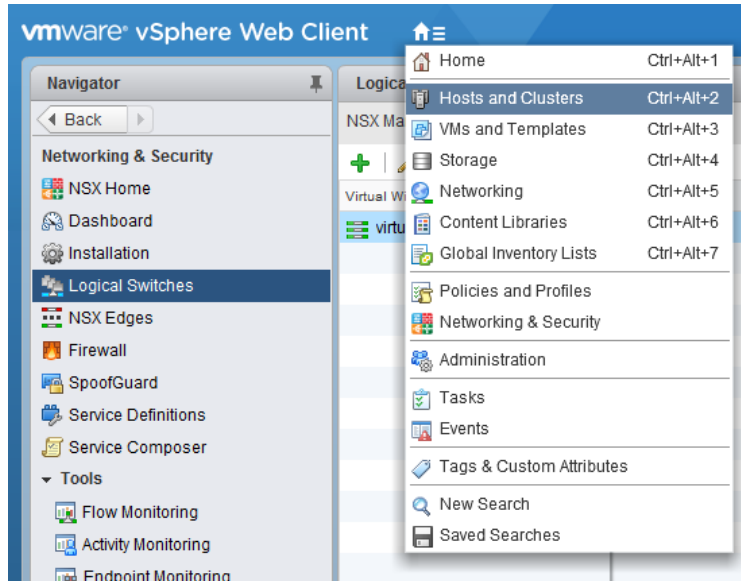 vmware® vSphere Web Client
Navigator
Back
Networking & Security
NSX Home
Dashboard
Installation
Logical Switches
NSX Edges
Firewall
SpoofGuard
Service Definitions
Service Composer
Tools
Flow Monitoring
Activity Monitoring
Endpoint Monitoring
Logica
NSX Ma
Virtual Wi
virtu
Home Ctrl+Alt+1
Hosts and Clusters Ctrl+Alt+2
VMs and Templates Ctrl+Alt+3
Storage Ctrl+Alt+4
Networking Ctrl+Alt+5
Content Libraries Ctrl+Alt+6
Global Inventory Lists Ctrl+Alt+7
Policies and Profiles
Networking & Security
Administration
Tasks
Events
Tags & Custom Attributes
New Search
Saved Searches